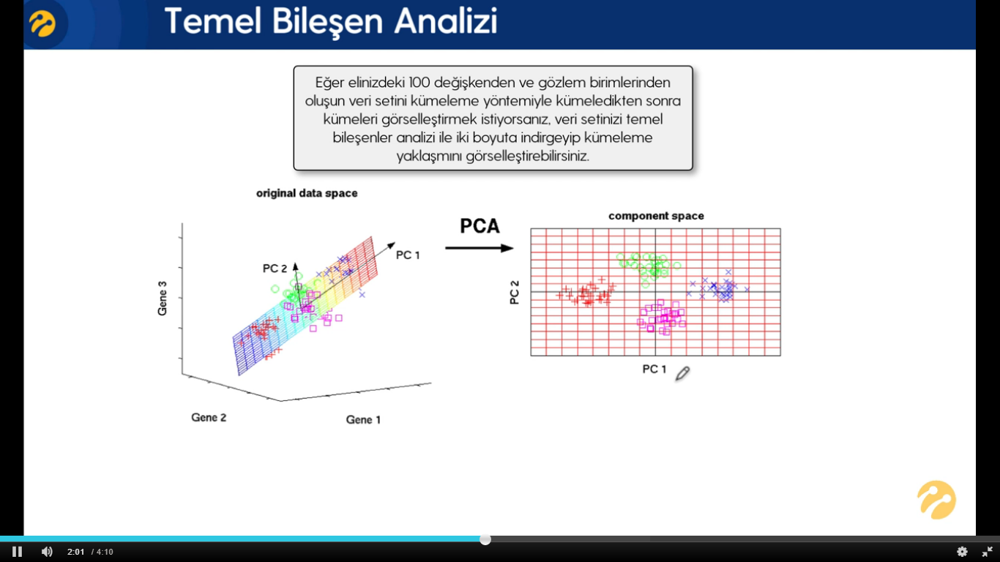 Temel Bileşen Analizi
Eğer elinizdeki 100 değişkenden ve gözlem birimlerinden
oluşun veri setini kümeleme yöntemiyle kümeledikten sonra
kümeleri görselleştirmek istiyorsanız, veri setinizi temel
bileşenler analizi ile iki boyuta indirgeyip kümeleme
yaklaşmını görselleştirebilirsiniz.
original data space
PCA
component space
PC 1
PC 2
Gene 3
PC 2
PC 1
Gene 2
Gene 1
2:01 / 4:10